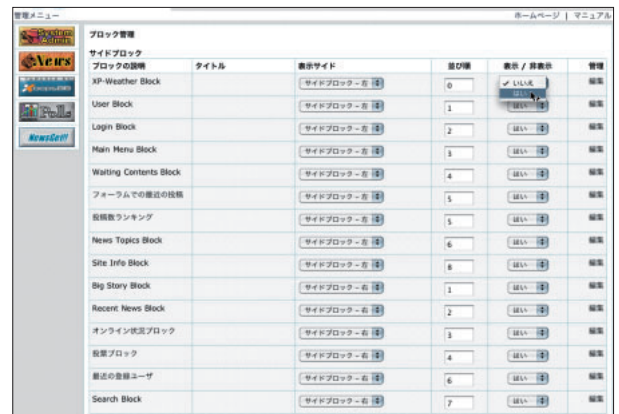 管理メニュー
ホームページ | マニュアル
System Admin
News
XoopsPoll
NewsGet!!
ブロック管理
サイドブロック
ブロックの説明 タイトル 表示サイド 並び順 表示 / 非表示 管理
XP-Weather Block サイドブロック - 左 0 ✓ いいえ 編集
はい
User Block サイドブロック - 左 1 はい 編集
Login Block サイドブロック - 左 2 はい 編集
Main Menu Block サイドブロック - 左 3 はい 編集
Waiting Contents Block サイドブロック - 左 4 はい 編集
フォーラムでの最近の投稿 サイドブロック - 左 5 はい 編集
投稿数ランキング サイドブロック - 左 5 はい 編集
News Topics Block サイドブロック - 左 6 はい 編集
Site Info Block サイドブロック - 左 8 はい 編集
Big Story Block サイドブロック - 右 1 はい 編集
Recent News Block サイドブロック - 右 2 はい 編集
オンライン状況ブロック サイドブロック - 右 3 はい 編集
投票ブロック サイドブロック - 右 4 はい 編集
最近の登録ユーザ サイドブロック - 右 6 はい 編集
Search Block サイドブロック - 右 7 はい 編集